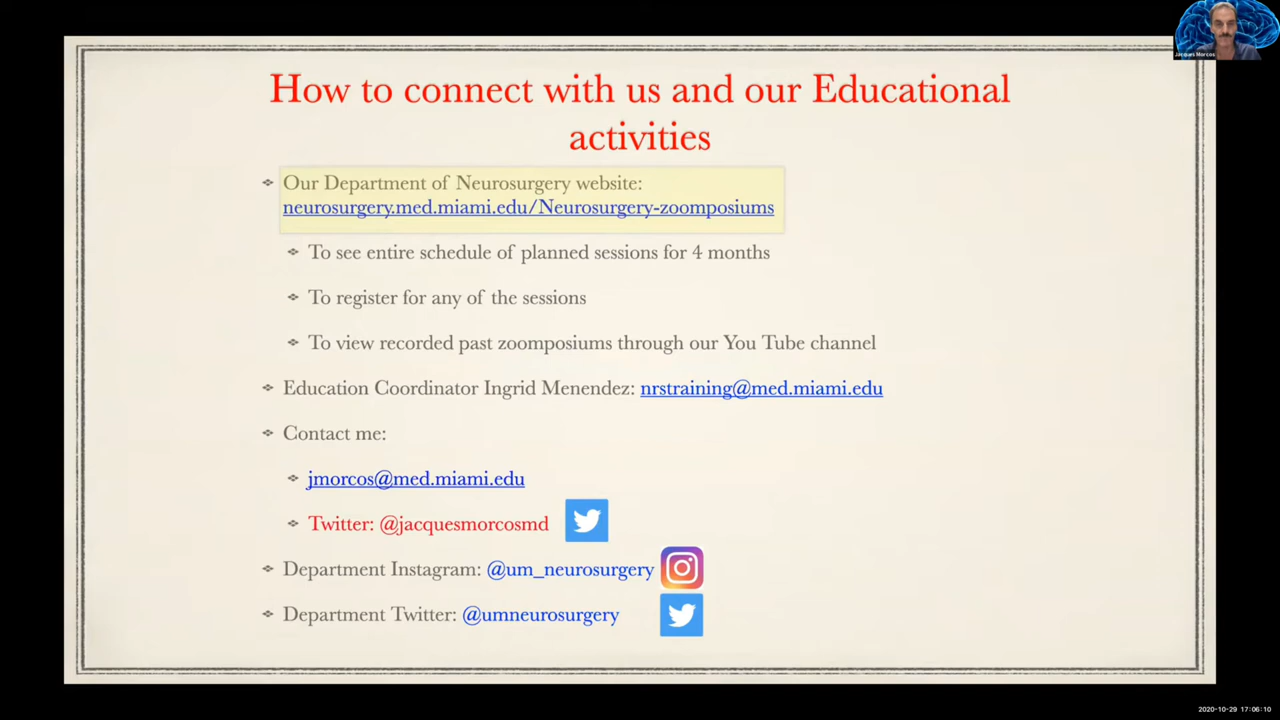 Jacques Morcos
How to connect with us and our Educational
activities
Our Department of Neurosurgery website:
neurosurgery.med.miami.edu/Neurosurgery-zoomposiums
To see entire schedule of planned sessions for 4 months
To register for any of the sessions
To view recorded past zoomposiums through our You Tube channel
Education Coordinator Ingrid Menendez: nrstraining@med.miami.edu
Contact me:
jmorcos@med.miami.edu
Twitter: @jacquesmorcosmd
Department Instagram: @um_neurosurgery
Department Twitter: @umneurosurgery
2020-10-29 17:06:10